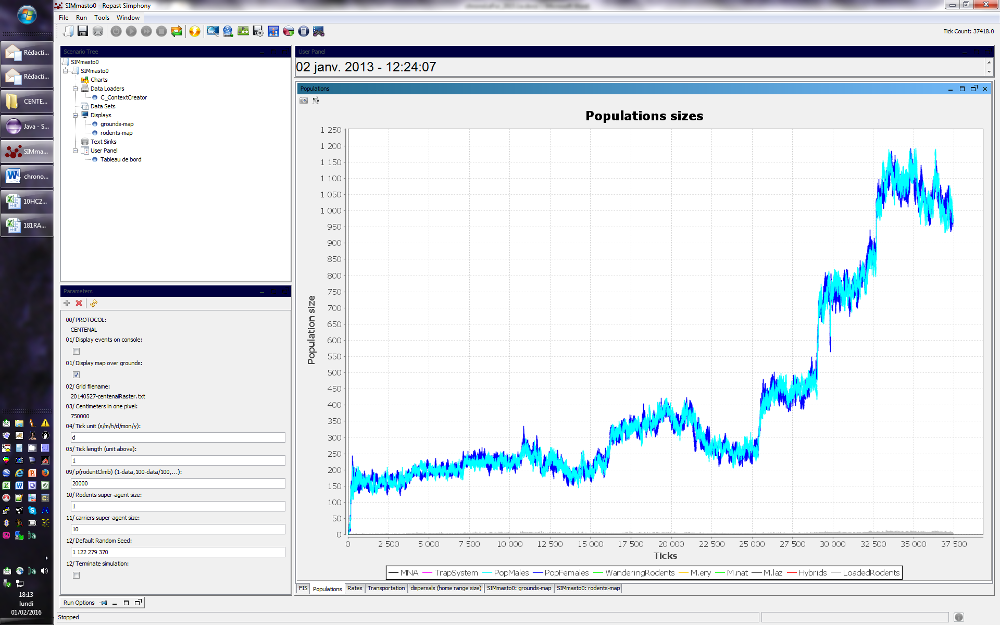 SIMmasto0 - Repast Simphony
File Run Tools Window
Tick Count: 37418.0
Rédacti...
Rédacti...
CENTE...
Java - S...
SIMma...
chrono...
10HC2...
181RA...
18:13
lundi
01/02/2016
Scenario Tree
SIMmasto0
SIMmasto0
Charts
Data Loaders
C_ContextCreator
Data Sets
Displays
grounds-map
rodents-map
Text Sinks
User Panel
Tableau de bord
Parameters
00/ PROTOCOL:
CENTENAL
01/ Display events on console:
01/ Display map over grounds:
02/ Grid filename:
20140527-centenalRaster.txt
03/ Centimeters in one pixel:
750000
04/ Tick unit (s/m/h/d/mon/y):
d
05/ Tick length (unit above):
1
09/ p(rodentClimb) (1-data,100-data/100,...):
20000
10/ Rodents super-agent size:
1
11/ carriers super-agent size:
10
12/ Default Random Seed:
1 122 279 370
12/ Terminate simulation:
Run Options
Stopped
User Panel
02 janv. 2013 - 12:24:07
Populations
Populations sizes
1 250
1 200
1 150
1 100
1 050
1 000
950
900
850
800
750
700
650
600
550
500
450
400
350
300
250
200
150
100
50
0
Population size
0 2 500 5 000 7 500 10 000 12 500 15 000 17 500 20 000 22 500 25 000 27 500 30 000 32 500 35 000 37 500
Ticks
MNA TrapSystem PopMales PopFemales WanderingRodents M.ery M.nat M.laz Hybrids LoadedRodents
FIS Populations Rates Transportation dispersals (home range size) SIMmasto0: grounds-map SIMmasto0: rodents-map